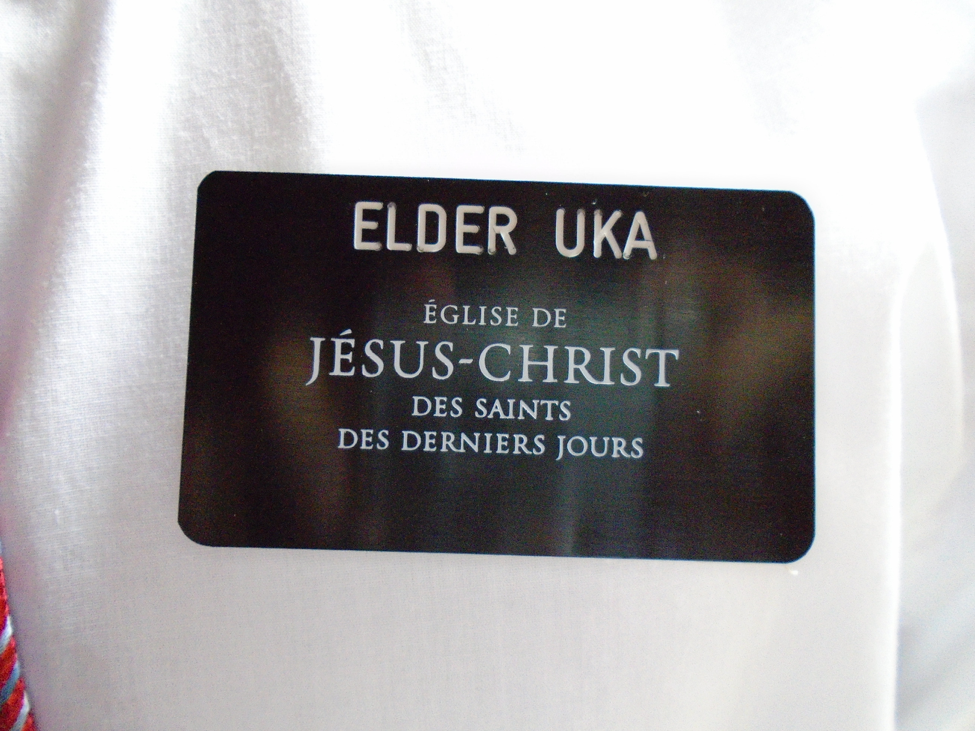 ELDER UKA
ÉGLISE DE
JÉSUS-CHRIST
DES SAINTS
DES DERNIERS JOURS